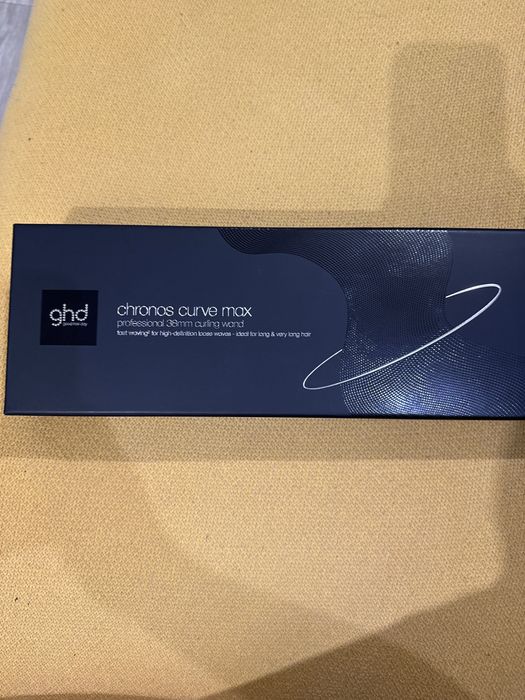 ghd
good hair day
chronos curve max
professional 38mm curling wand
fast waving² for high-definition loose waves - ideal for long & very long hair